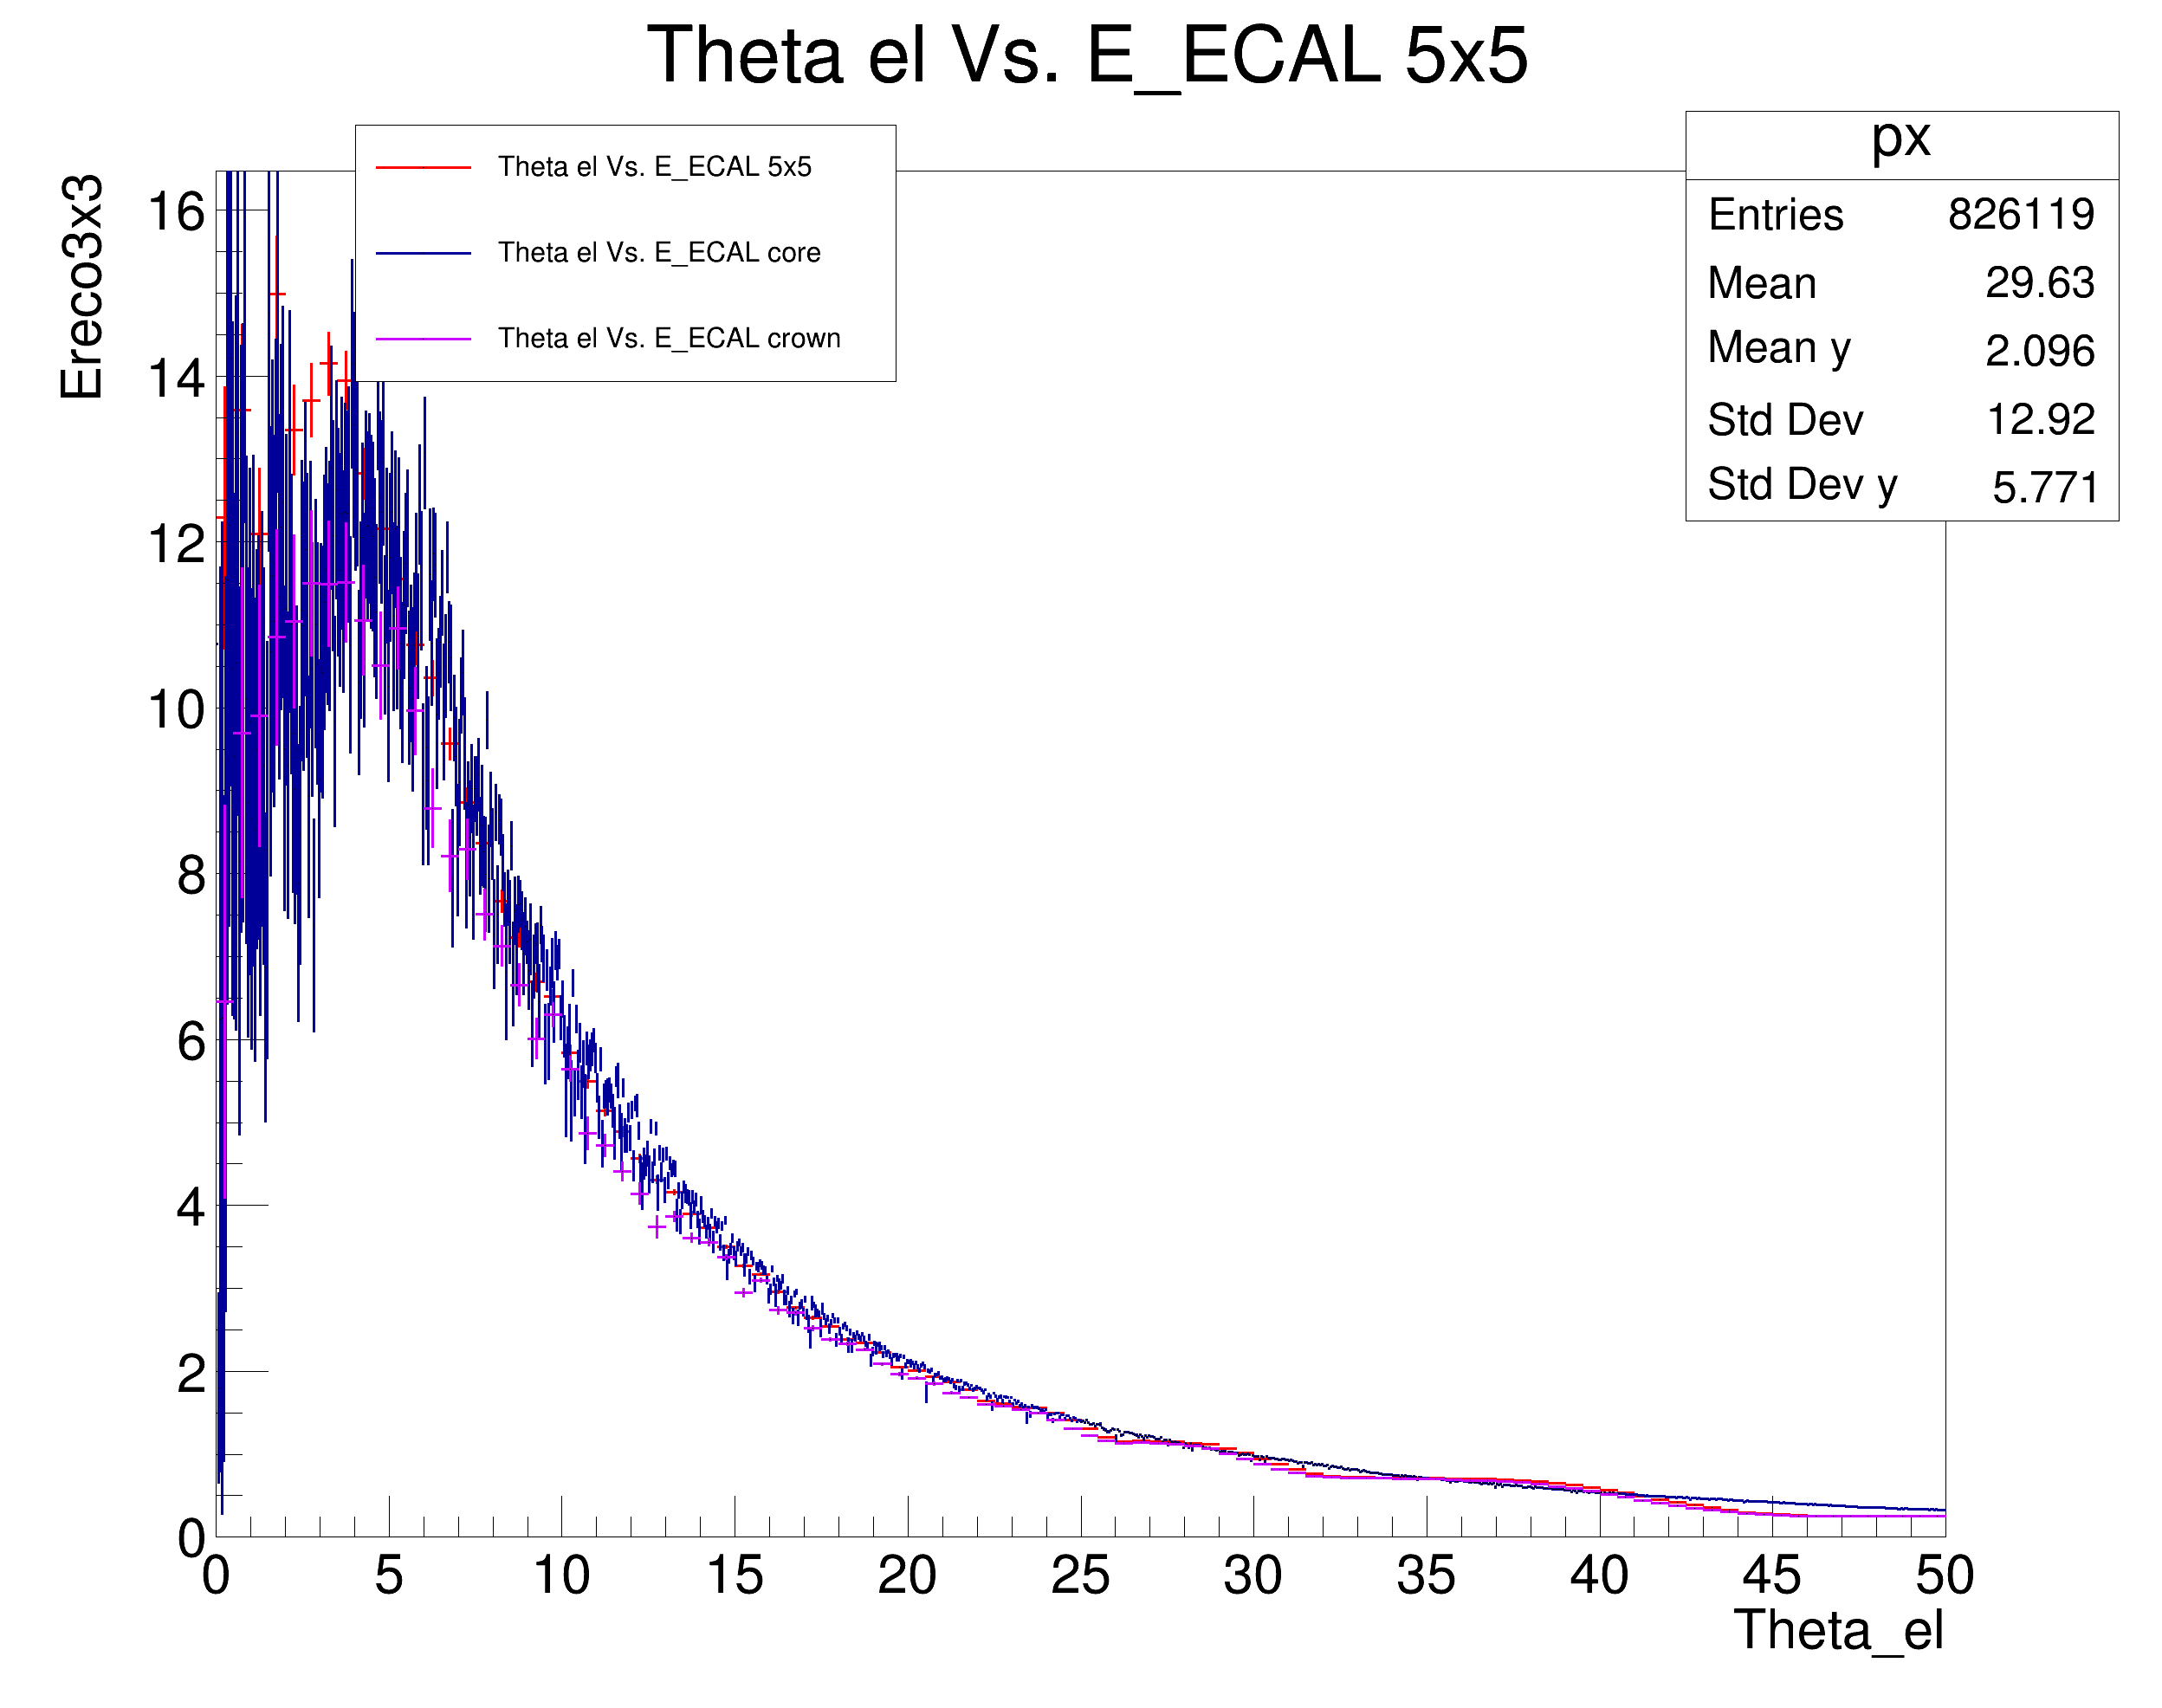 Theta el Vs. E_ECAL 5x5
Ereco3x3
Theta el Vs. E_ECAL 5x5
Theta el Vs. E_ECAL core
Theta el Vs. E_ECAL crown
px
Entries 826119
Mean 29.63
Mean y 2.096
Std Dev 12.92
Std Dev y 5.771
16
14
12
10
8
6
4
2
0
0 5 10 15 20 25 30 35 40 45 50
Theta_el